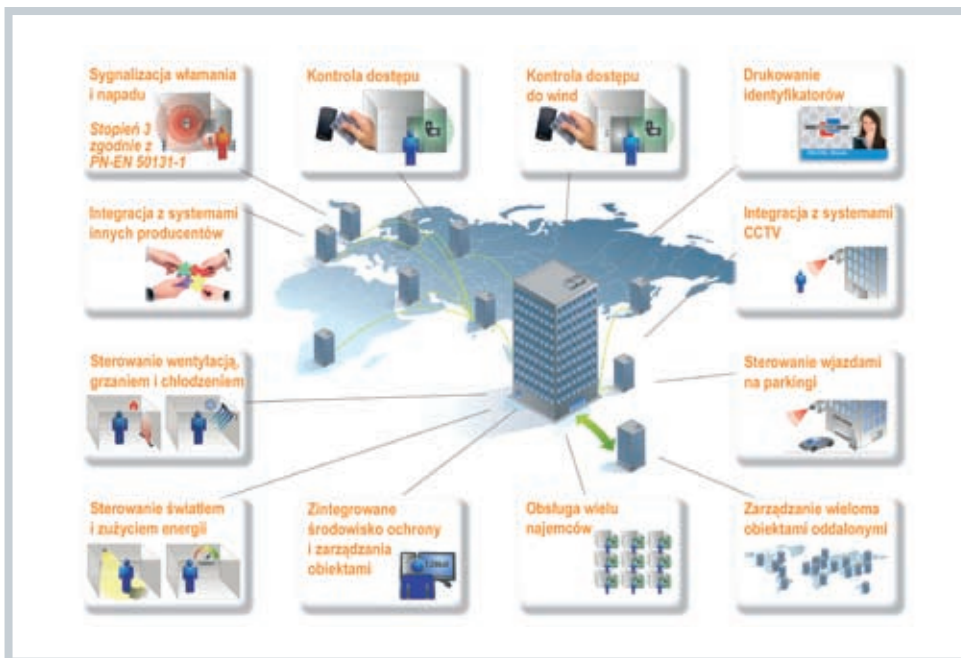 Sygnalizacja włamania
i napadu
Stopień 3
zgodnie z
PN-EN 50131-1
Kontrola dostępu
Kontrola dostępu
do wind
Drukowanie
identyfikatorów
Integracja z systemami
innych producentów
Integracja z systemami
CCTV
Sterowanie wentylacją,
grzaniem i chłodzeniem
Sterowanie wjazdami
na parkingi
Sterowanie światłem
i zużyciem energii
Zintegrowane
środowisko ochrony
i zarządzania
obiektami
Obsługa wielu
najemców
Zarządzanie wieloma
obiektami oddalonymi